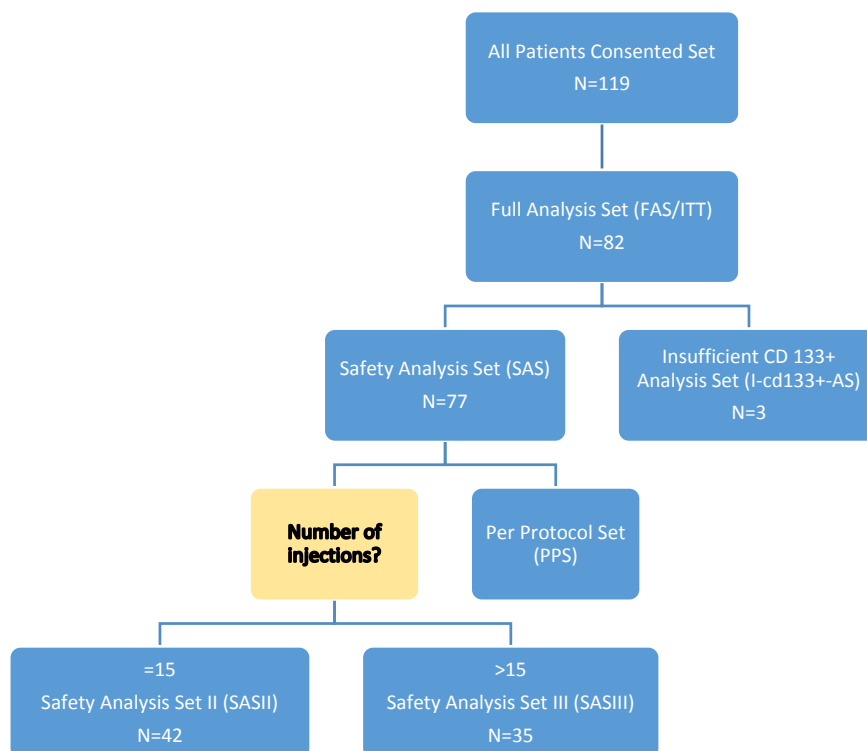 All Patients Consented Set
N=119
Full Analysis Set (FAS/ITT)
N=82
Safety Analysis Set (SAS)
N=77
Insufficient CD 133+
Analysis Set (I-cd133+-AS)
N=3
Number of
injections?
Per Protocol Set
(PPS)
=15
Safety Analysis Set II (SASII)
N=42
>15
Safety Analysis Set III (SASIII)
N=35